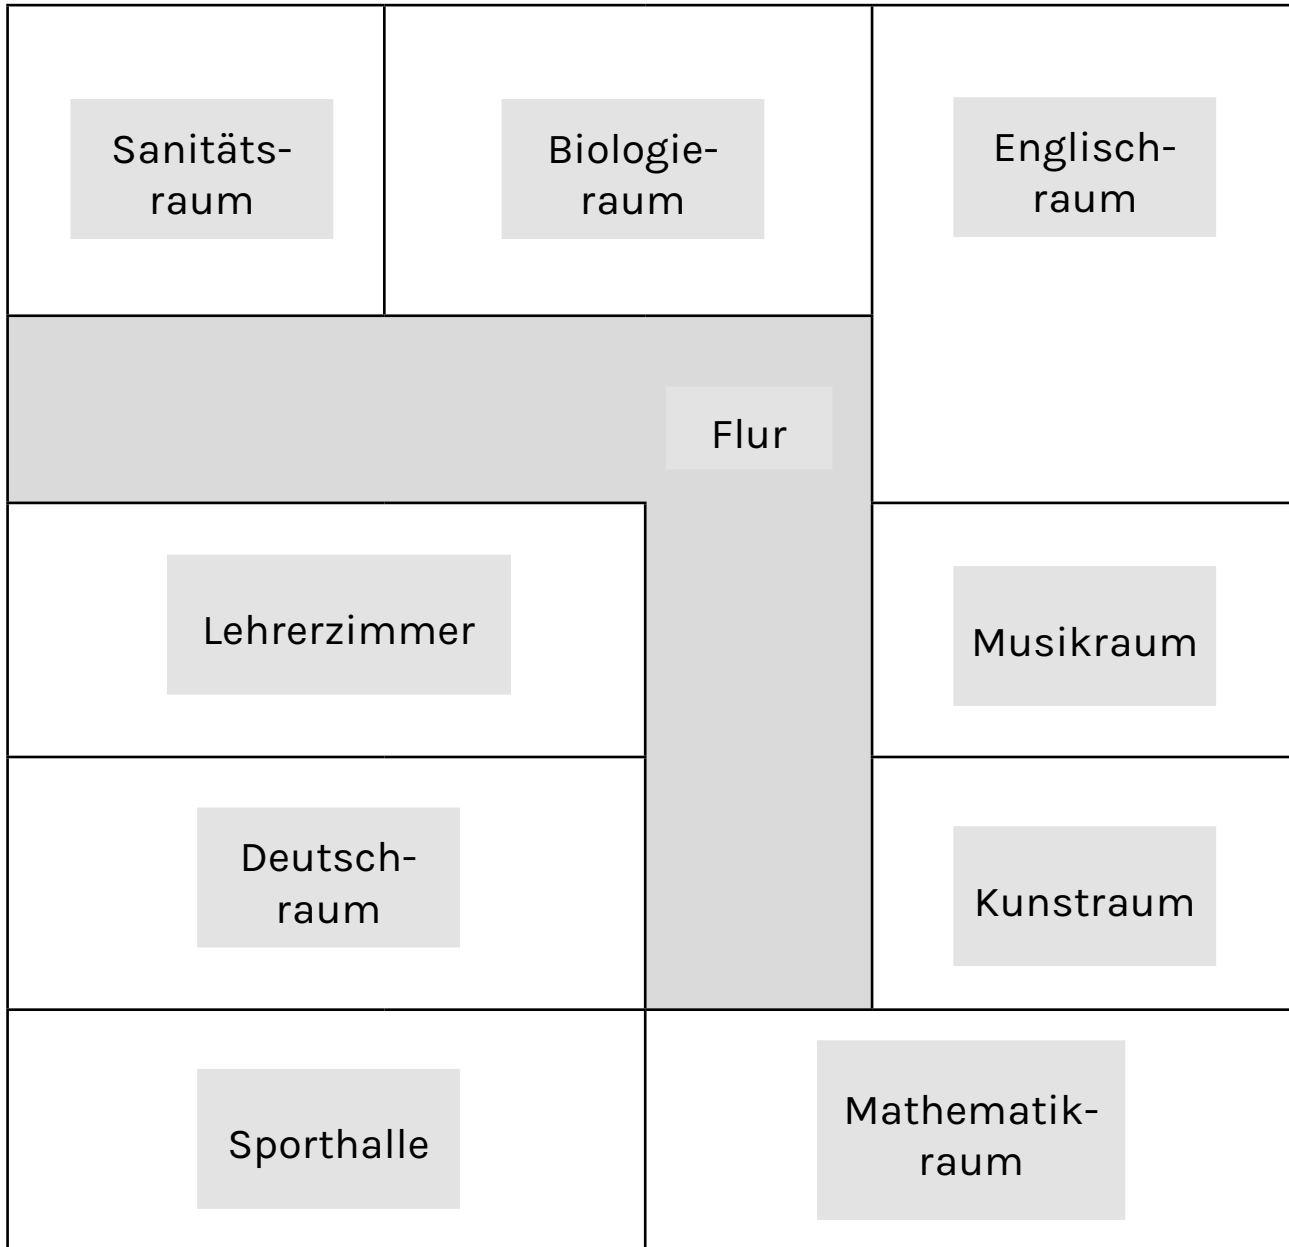 Sanitäts-
raum
Biologie-
raum
Englisch-
raum
Flur
Lehrerzimmer
Musikraum
Deutsch-
raum
Kunstraum
Sporthalle
Mathematik-
raum